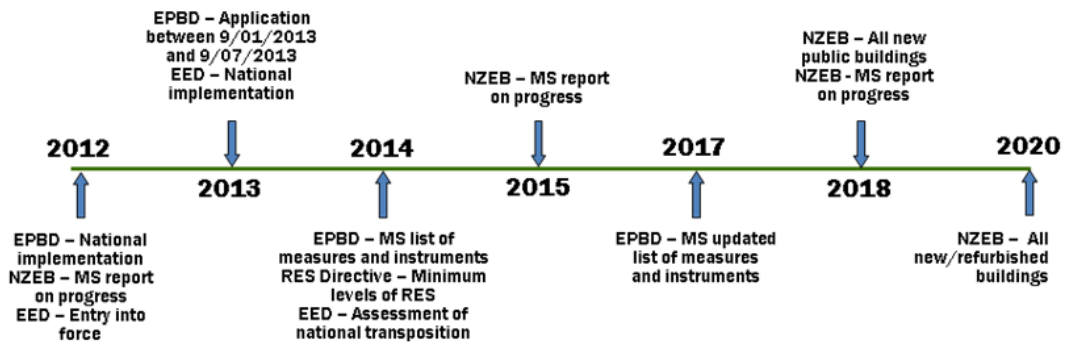 EPBD – Application
between 9/01/2013
and 9/07/2013
EED – National
implementation
NZEB – MS report
on progress
NZEB – All new
public buildings
NZEB - MS report
on progress
2012
2013
2014
2015
2017
2018
2020
EPBD – National
implementation
NZEB – MS report
on progress
EED – Entry into
force
EPBD – MS list of
measures and instruments
RES Directive – Minimum
levels of RES
EED – Assessment of
national transposition
EPBD – MS updated
list of measures
and instruments
NZEB – All
new/refurbished
buildings